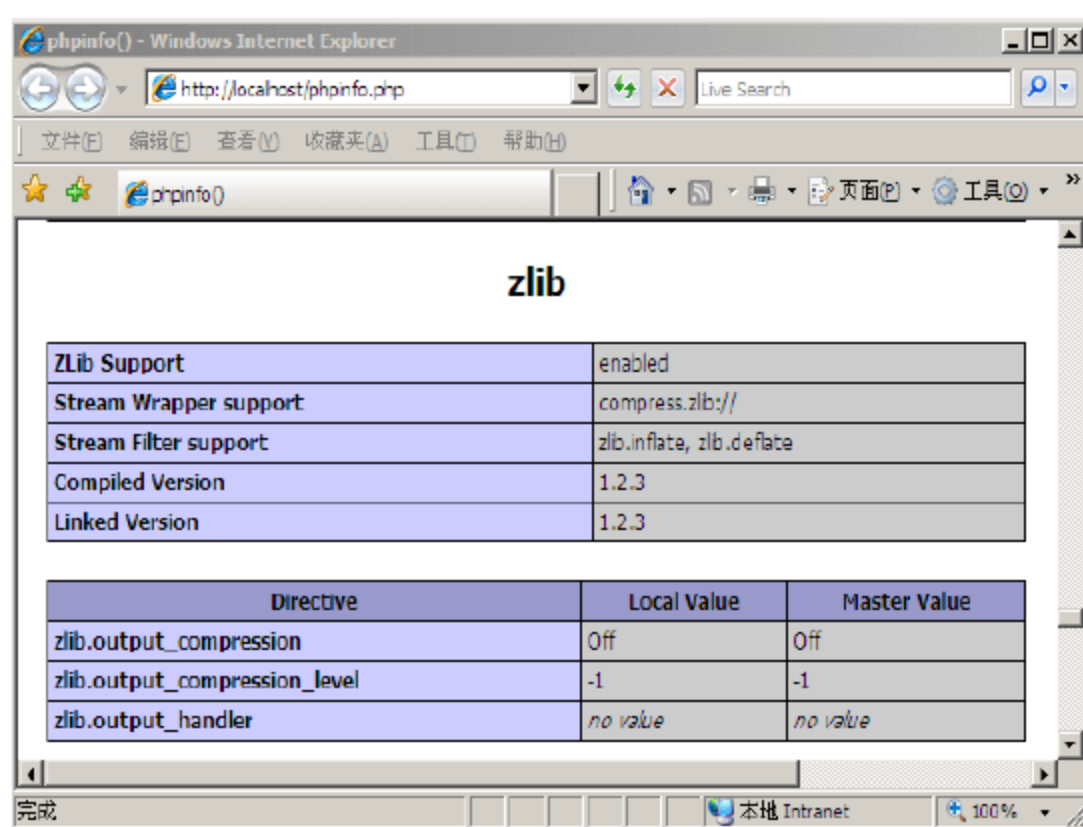 phpinfo() - Windows Internet Explorer
http://localhost/phpinfo.php
Live Search
文件(F) 编辑(E) 查看(V) 收藏夹(A) 工具(T) 帮助(H)
phpinfo()
页面(P) 工具(O)
zlib
ZLib Support enabled
Stream Wrapper support compress.zlib://
Stream Filter support zlib.inflate, zlib.deflate
Compiled Version 1.2.3
Linked Version 1.2.3
Directive Local Value Master Value
zlib.output_compression Off Off
zlib.output_compression_level -1 -1
zlib.output_handler no value no value
完成 本地 Intranet 100%